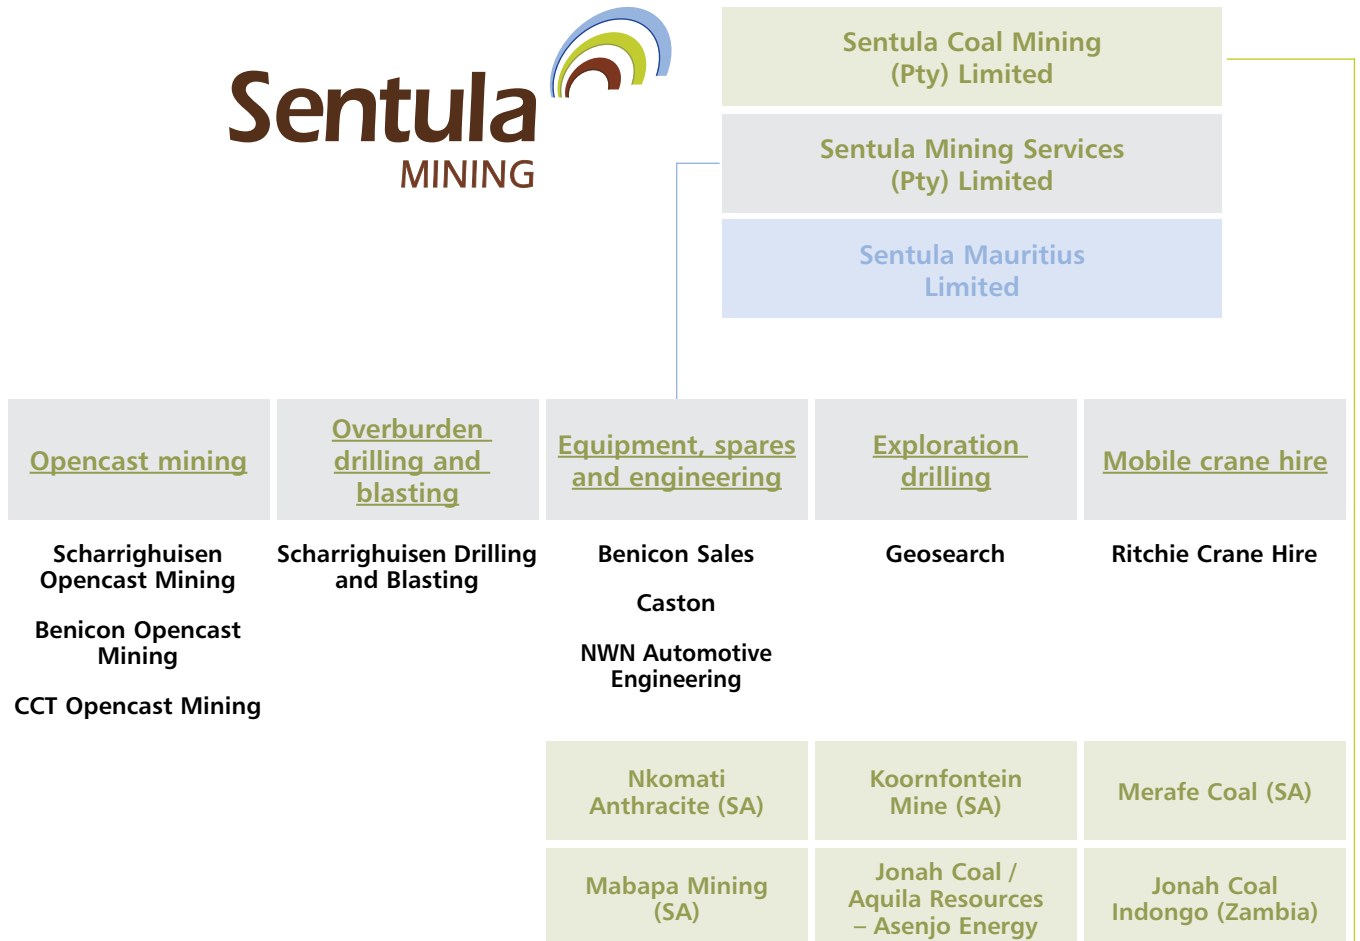 Sentula
MINING
Sentula Coal Mining
(Pty) Limited
Sentula Mining Services
(Pty) Limited
Sentula Mauritius
Limited
Opencast mining
Overburden
drilling and
blasting
Equipment, spares
and engineering
Exploration
drilling
Mobile crane hire
Scharrighuisen
Opencast Mining
Benicon Opencast
Mining
CCT Opencast Mining
Scharrighuisen Drilling
and Blasting
Benicon Sales
Caston
NWN Automotive
Engineering
Geosearch
Ritchie Crane Hire
Nkomati
Anthracite (SA)
Koornfontein
Mine (SA)
Merafe Coal (SA)
Mabapa Mining
(SA)
Jonah Coal /
Aquila Resources
– Asenjo Energy
Jonah Coal
Indongo (Zambia)